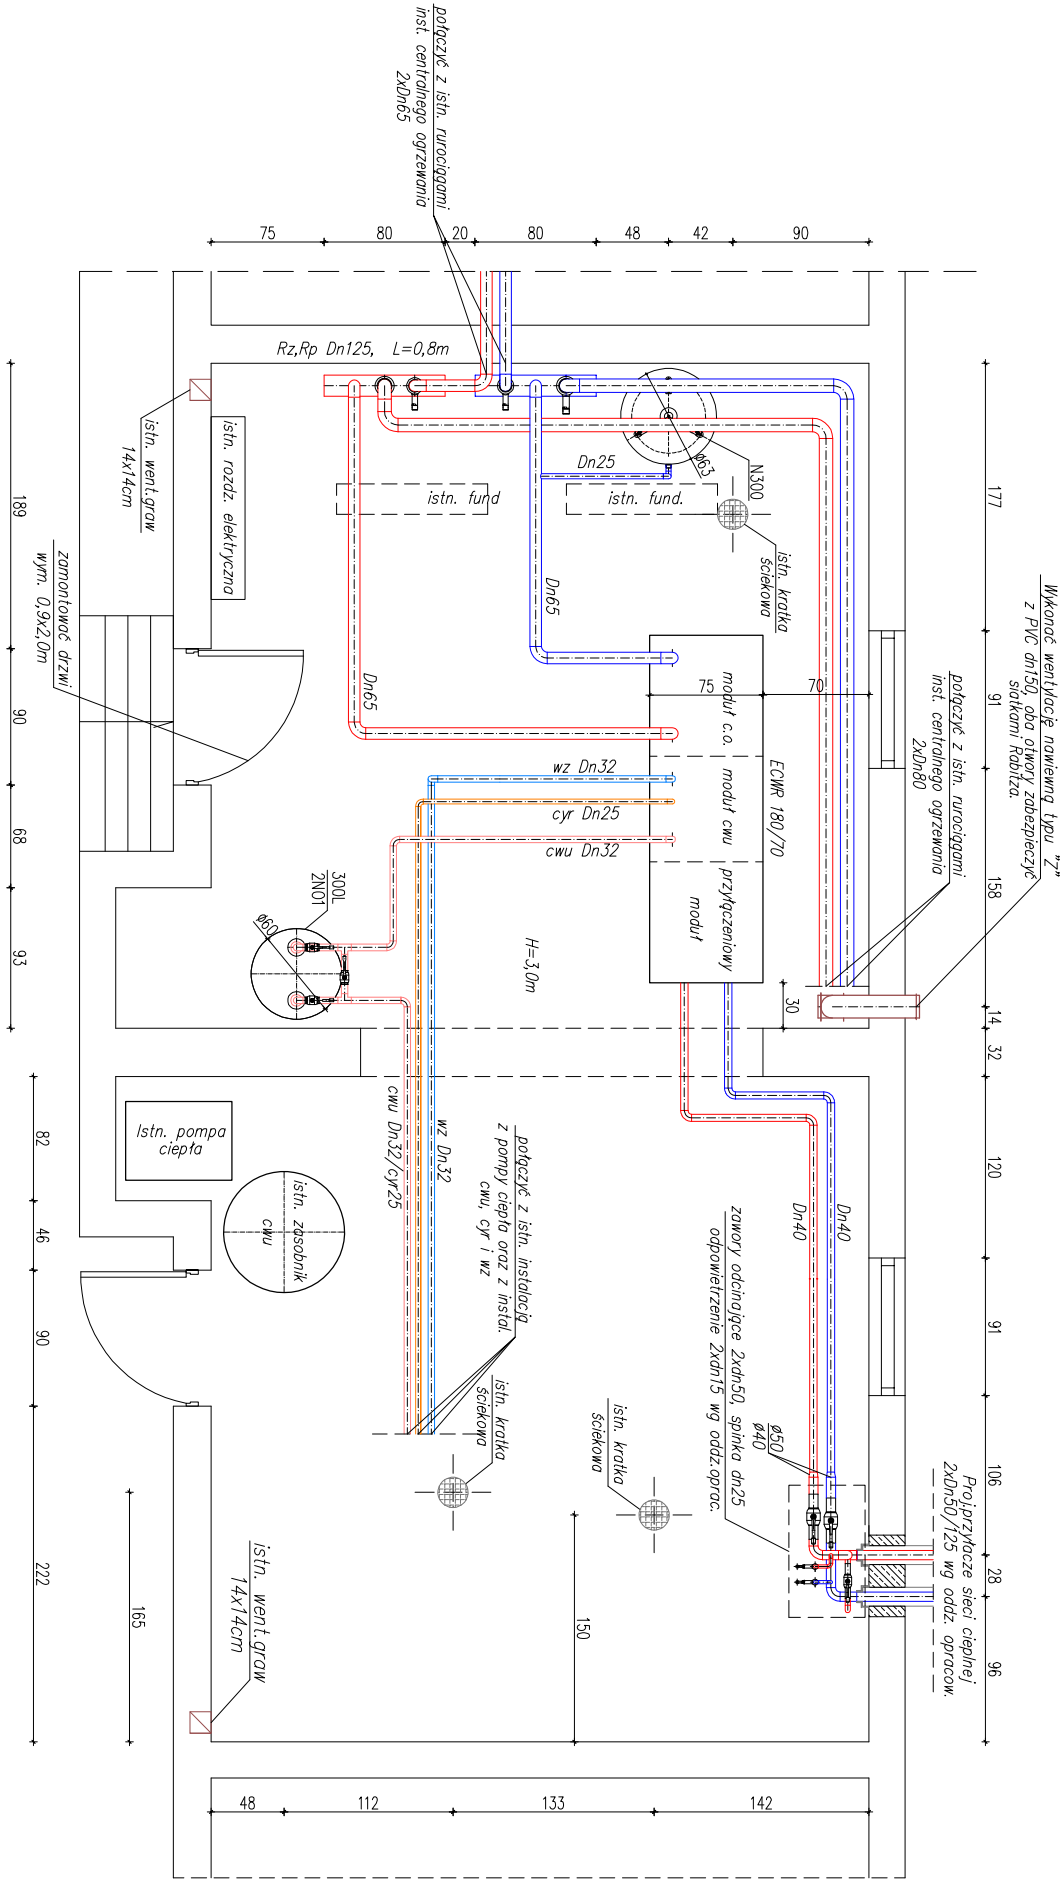 połączyć z istn. rurociągami
inst. centralnego ogrzewania
2xDn65
75
80
20
80
48
42
90
Rz,Rp Dn125, L=0,8m
istn. went.graw
14x14cm
istn. rozdz. elektryczna
zamontować drzwi
wym. 0,9x2,0m
istn. fund
istn. fund.
Dn25
ø63
N300
istn. kratka
ściekowa
Dn65
Dn65
Wykonać wentylację nawiewną typu "Z"
z PVC dn150, oba otwory zabezpieczyć
siatkami Rabitza.
połączyć z istn. rurociągami
inst. centralnego ogrzewania
2xDn80
75
70
moduł c.o.
moduł cwu
moduł
przyłączeniowy
ECWR 180/70
wz Dn32
cyr Dn25
cwu Dn32
300L
2N01
ø60
H=3,0m
30
189
90
68
93
82
46
90
222
165
177
91
158
14
32
120
91
106
28
96
Istn. pompa
ciepła
istn. zasobnik
cwu
cwu Dn32/cyr25
wz Dn32
połączyć z istn. instalacją
z pompy ciepła oraz z instal.
cwu, cyr i wz
Dn40
Dn40
zawory odcinające 2xdn50, spinka dn25
odpowietrzenie 2xdn15 wg oddz.oprac.
ø50
ø40
istn. kratka
ściekowa
istn. kratka
ściekowa
Proj.przyłacze sieci cieplnej
2xDn50/125 wg oddz. opracow.
istn. went.graw
14x14cm
150
48
112
133
142